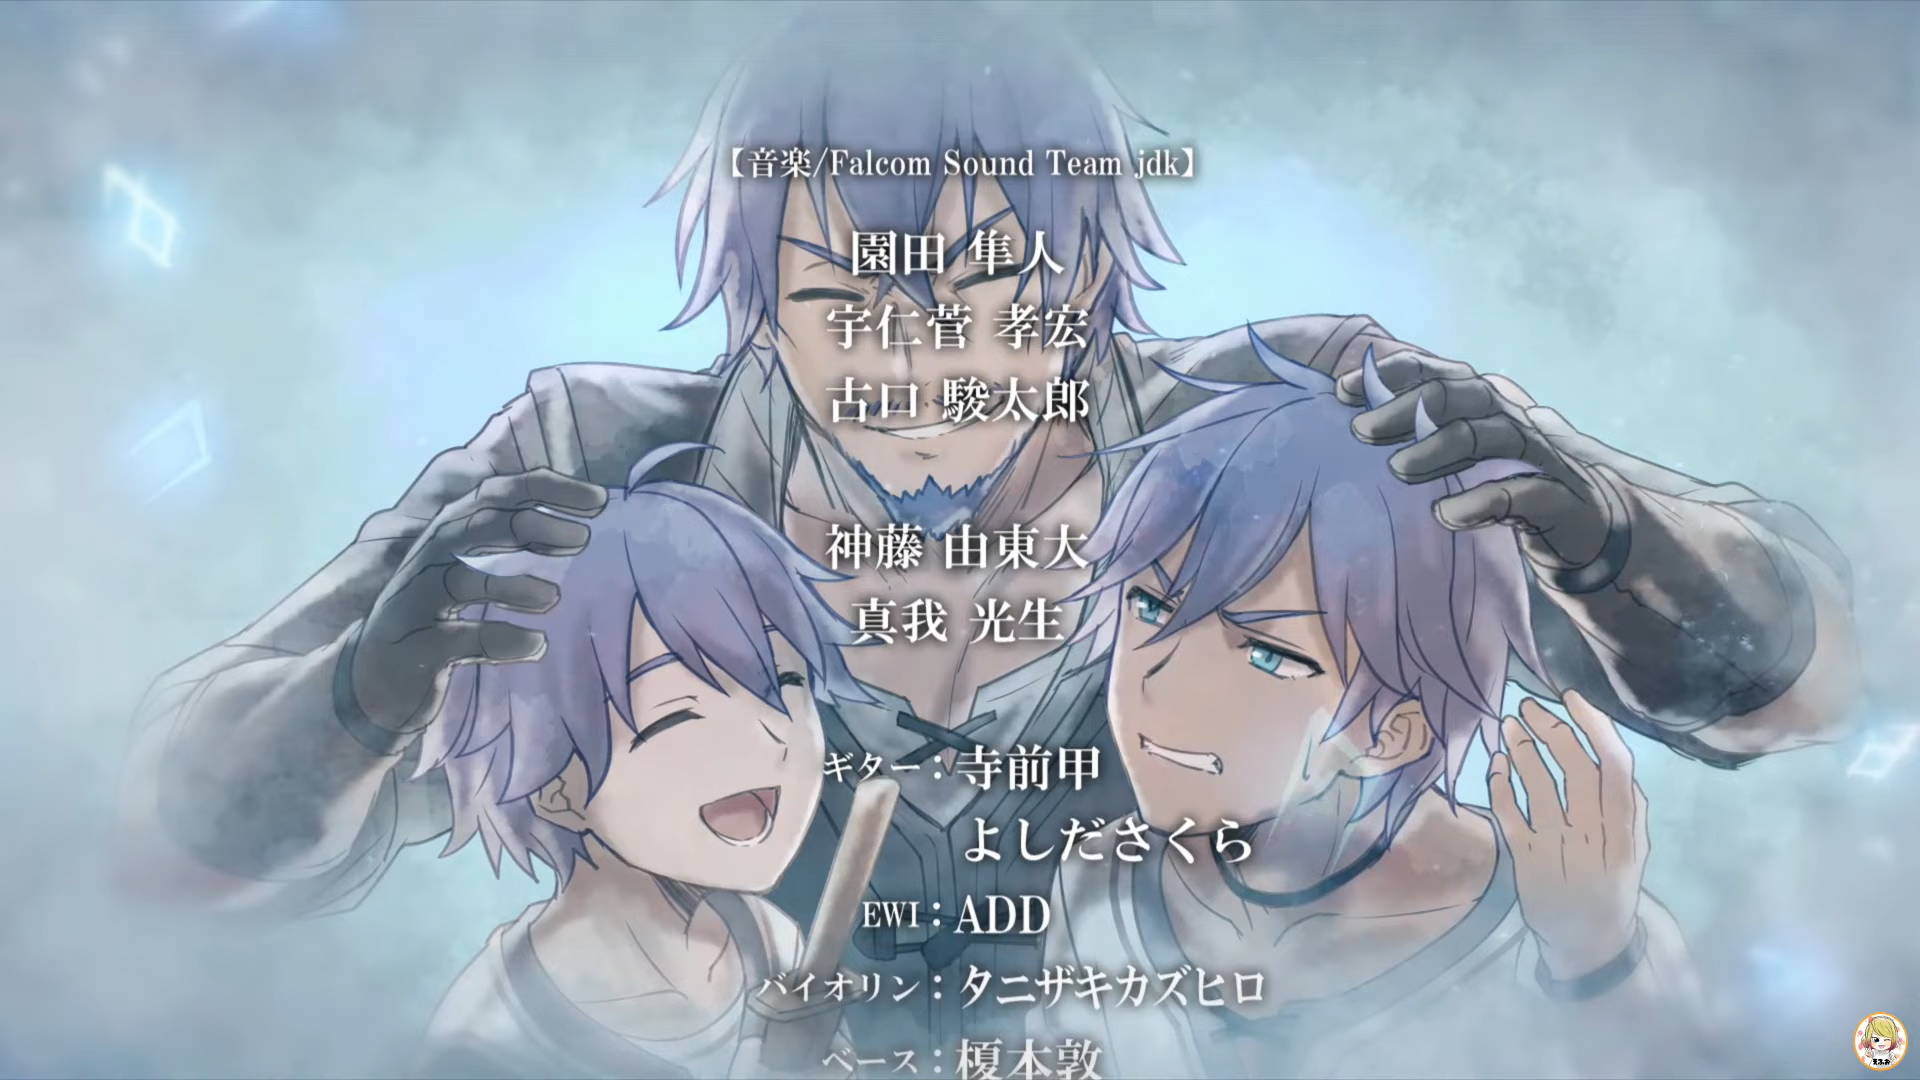 【音楽/Falcom Sound Team jdk】
園田 隼人
宇仁菅 孝宏
古口 駿太郎
神藤 由東大
真我 光生
ギター：寺前甲
よしださくら
EWI：ADD
バイオリン：タニザキカズヒロ
ベース：榎本敦